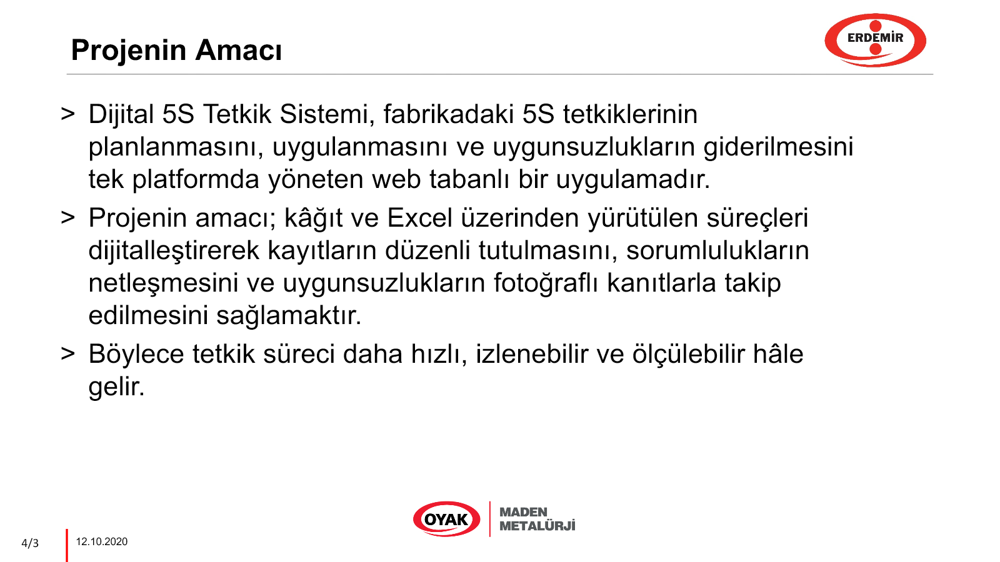 Projenin Amacı
ERDEMİR
> Dijital 5S Tetkik Sistemi, fabrikadaki 5S tetkiklerinin
planlanmasını, uygulanmasını ve uygunsuzlukların giderilmesini
tek platformda yöneten web tabanlı bir uygulamadır.
> Projenin amacı; kâğıt ve Excel üzerinden yürütülen süreçleri
dijitalleştirerek kayıtların düzenli tutulmasını, sorumlulukların
netleşmesini ve uygunsuzlukların fotoğraflı kanıtlarla takip
edilmesini sağlamaktır.
> Böylece tetkik süreci daha hızlı, izlenebilir ve ölçülebilir hâle
gelir.
OYAK
MADEN
METALÜRJİ
4/3
12.10.2020